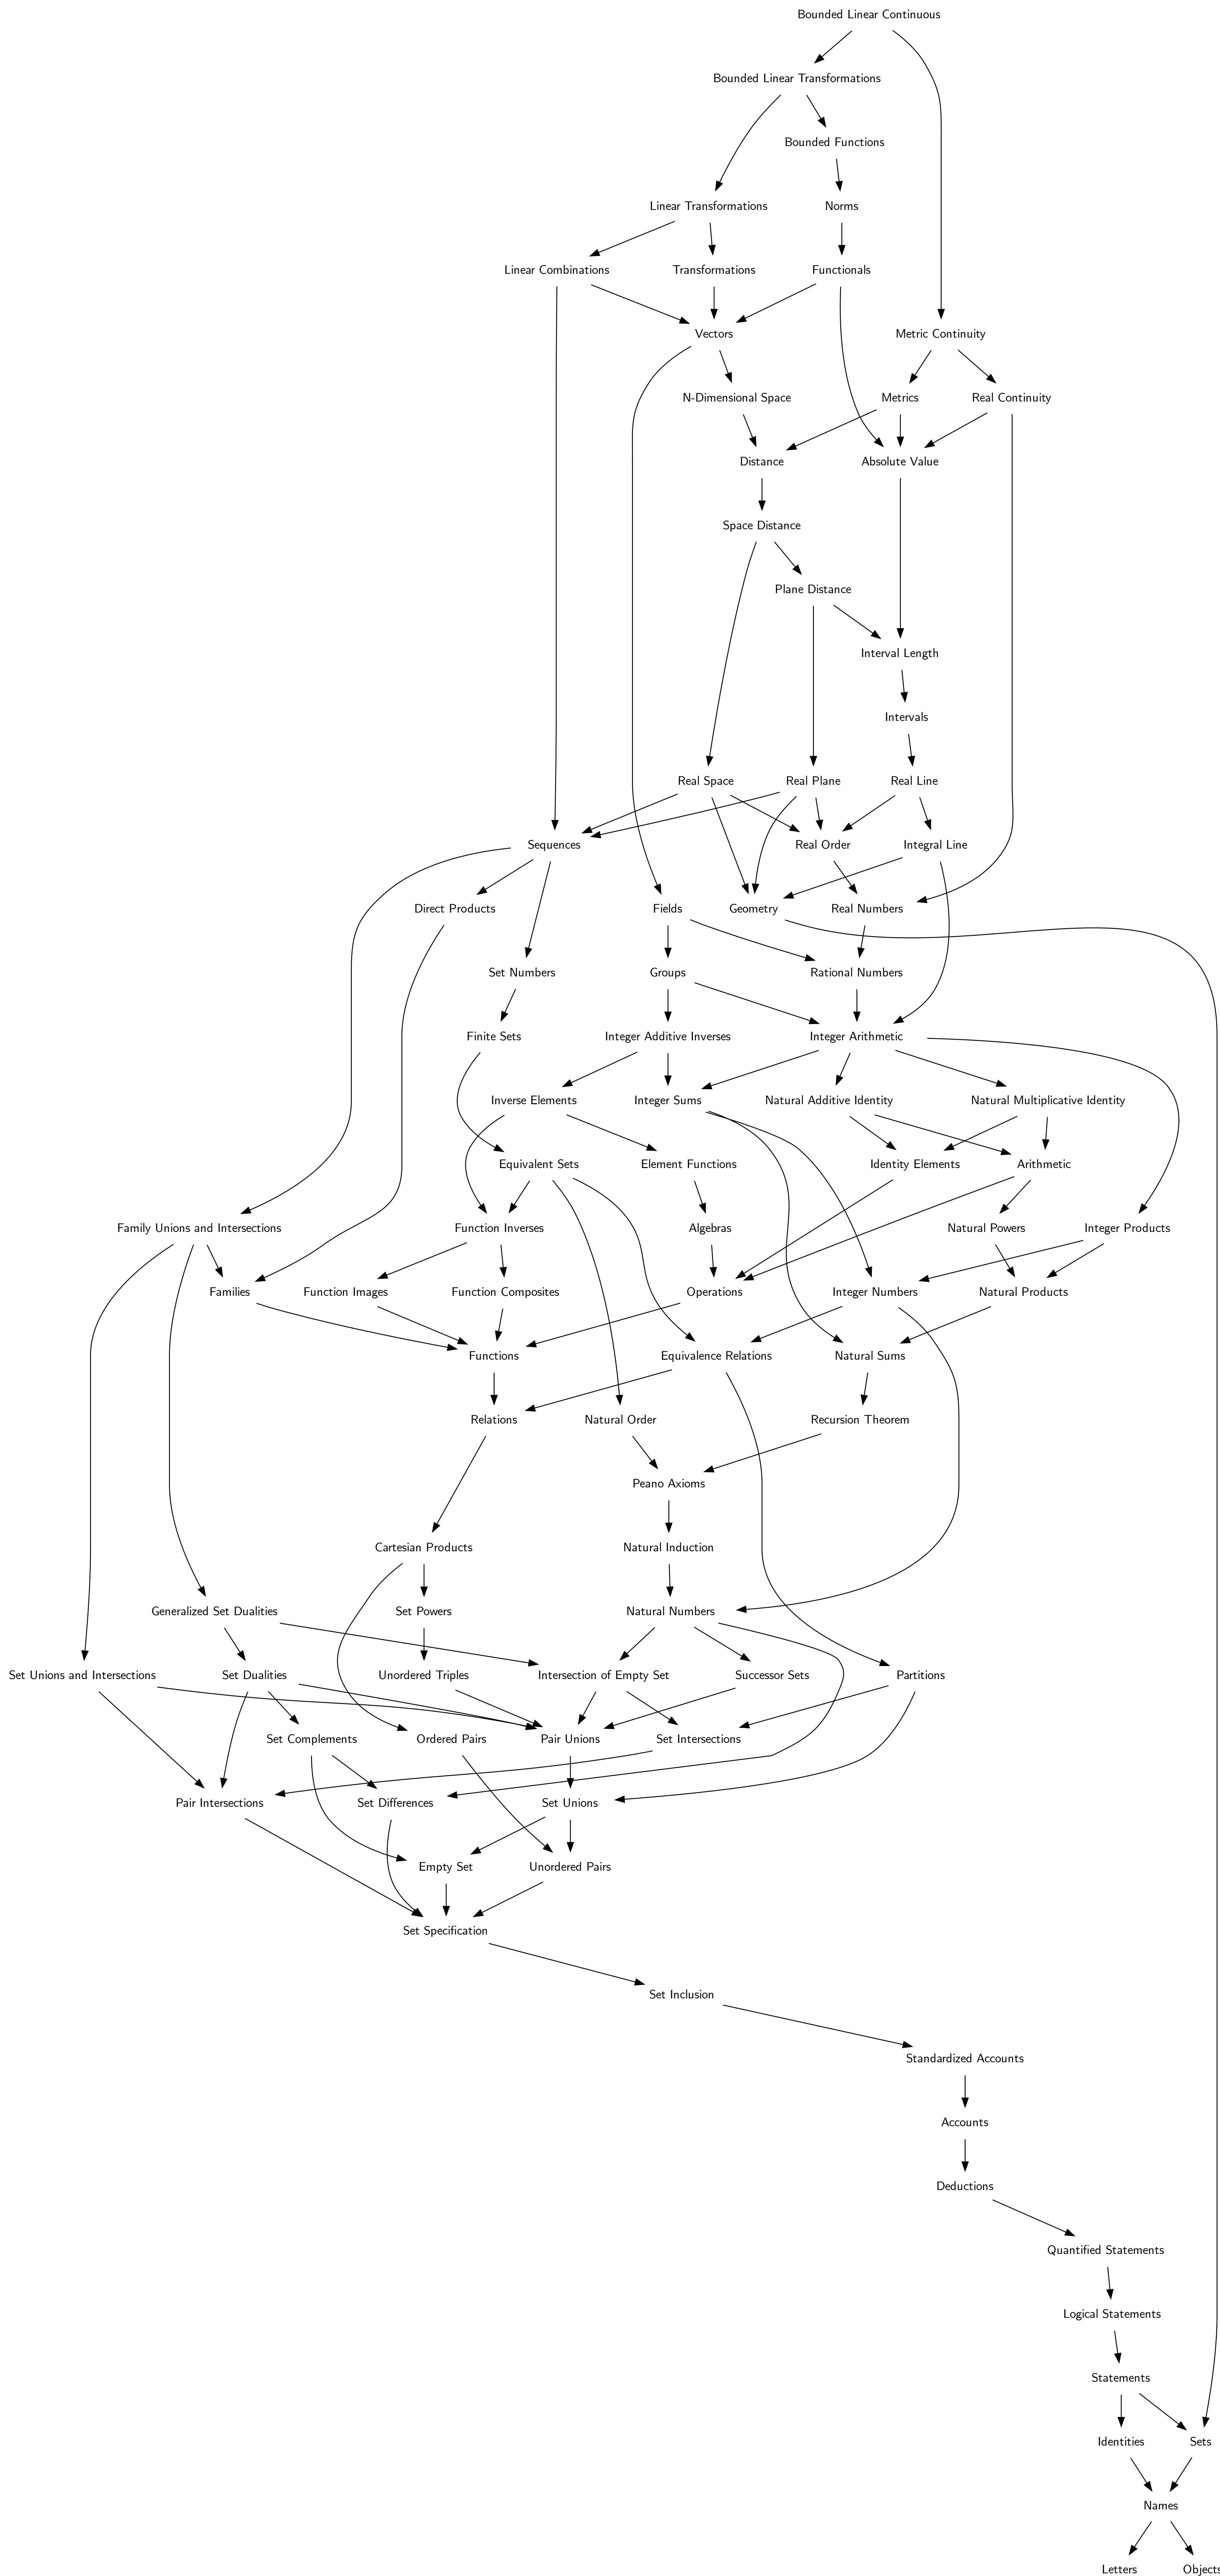 Bounded Linear Continuous
Bounded Linear Transformations
Bounded Functions
Linear Transformations
Norms
Linear Combinations
Transformations
Functionals
Vectors
Metric Continuity
N-Dimensional Space
Metrics
Real Continuity
Distance
Absolute Value
Space Distance
Plane Distance
Interval Length
Intervals
Real Space
Real Plane
Real Line
Sequences
Real Order
Integral Line
Direct Products
Fields
Geometry
Real Numbers
Set Numbers
Groups
Rational Numbers
Finite Sets
Integer Additive Inverses
Integer Arithmetic
Inverse Elements
Integer Sums
Natural Additive Identity
Natural Multiplicative Identity
Equivalent Sets
Element Functions
Identity Elements
Arithmetic
Family Unions and Intersections
Function Inverses
Algebras
Natural Powers
Integer Products
Families
Function Images
Function Composites
Operations
Integer Numbers
Natural Products
Functions
Equivalence Relations
Natural Sums
Relations
Natural Order
Recursion Theorem
Peano Axioms
Cartesian Products
Natural Induction
Generalized Set Dualities
Set Powers
Natural Numbers
Set Unions and Intersections
Set Dualities
Unordered Triples
Intersection of Empty Set
Successor Sets
Partitions
Set Complements
Ordered Pairs
Pair Unions
Set Intersections
Pair Intersections
Set Differences
Set Unions
Empty Set
Unordered Pairs
Set Specification
Set Inclusion
Standardized Accounts
Accounts
Deductions
Quantified Statements
Logical Statements
Statements
Identities
Sets
Names
Letters
Objects